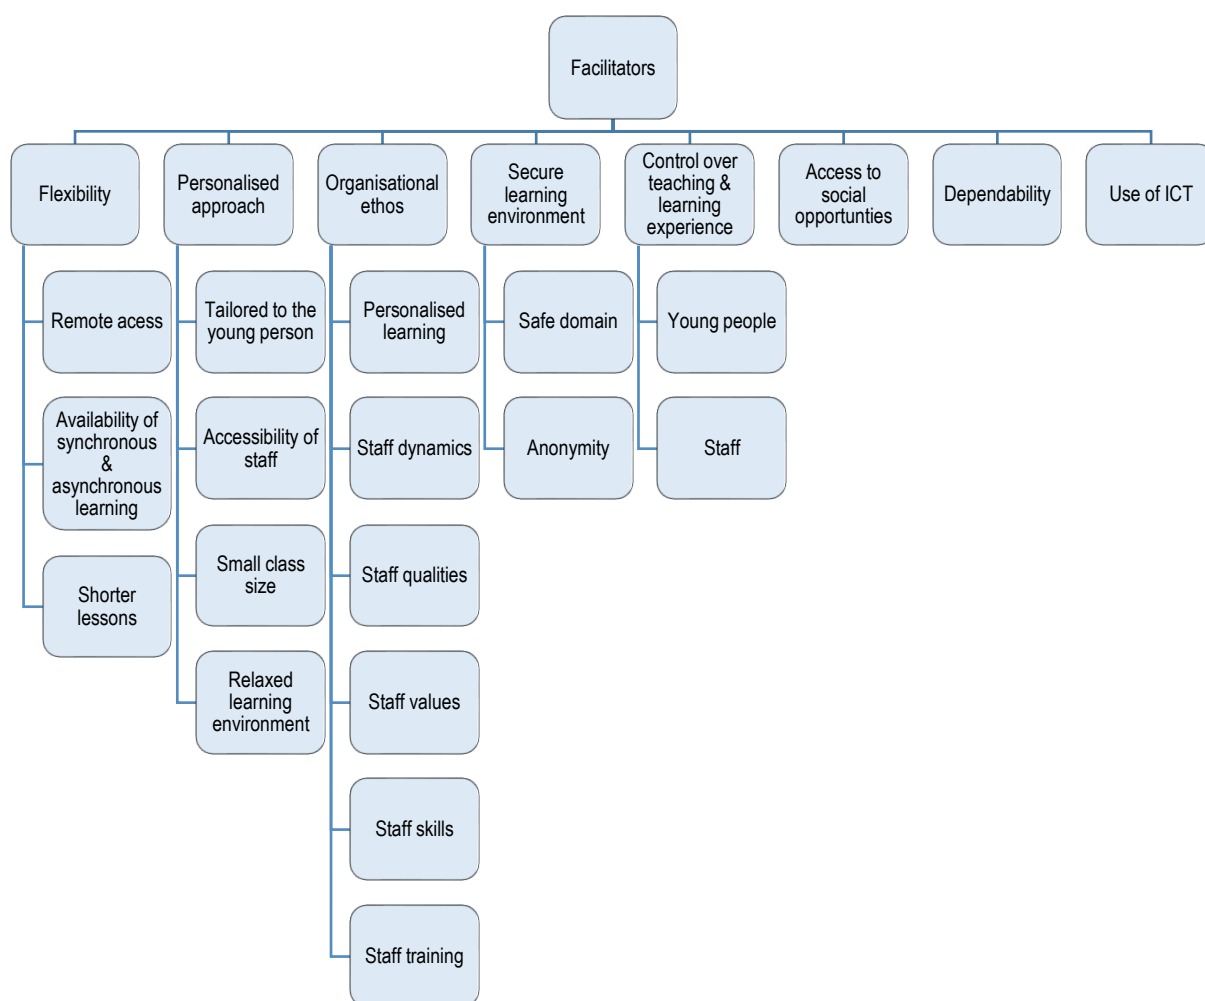 Facilitators
Flexibility
Personalised
approach
Organisational
ethos
Secure
learning
environment
Control over
teaching &
learning
experience
Access to
social
opportunties
Dependability
Use of ICT
Remote acess
Availability of
synchronous
&
asynchronous
learning
Shorter
lessons
Tailored to the
young person
Accessibility of
staff
Small class
size
Relaxed
learning
environment
Personalised
learning
Staff dynamics
Staff qualities
Staff values
Staff skills
Staff training
Safe domain
Anonymity
Young people
Staff